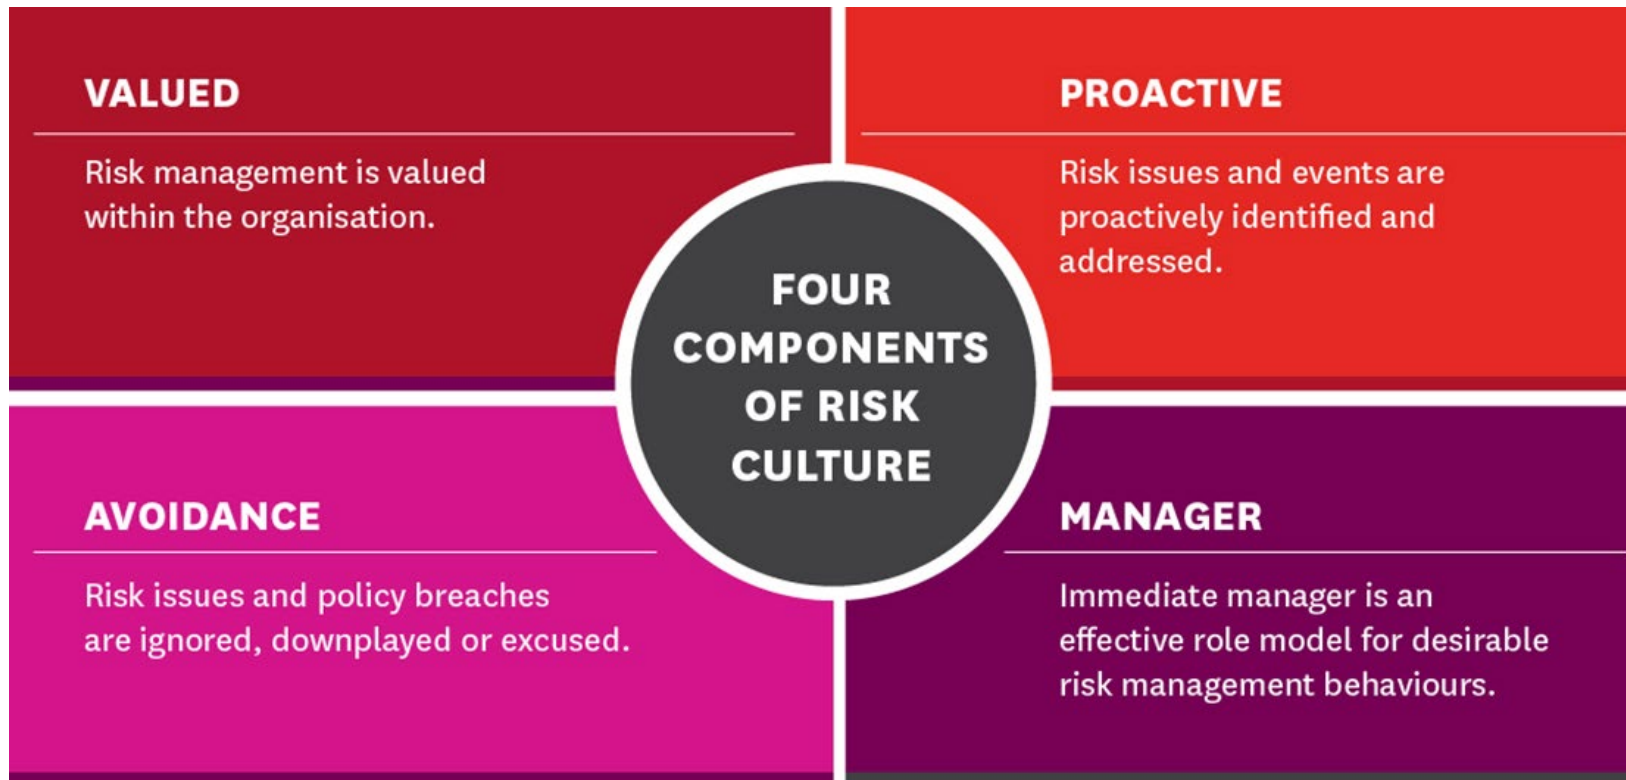 VALUED
Risk management is valued
within the organisation.
PROACTIVE
Risk issues and events are
proactively identified and
addressed.
FOUR
COMPONENTS
OF RISK
CULTURE
AVOIDANCE
Risk issues and policy breaches
are ignored, downplayed or excused.
MANAGER
Immediate manager is an
effective role model for desirable
risk management behaviours.